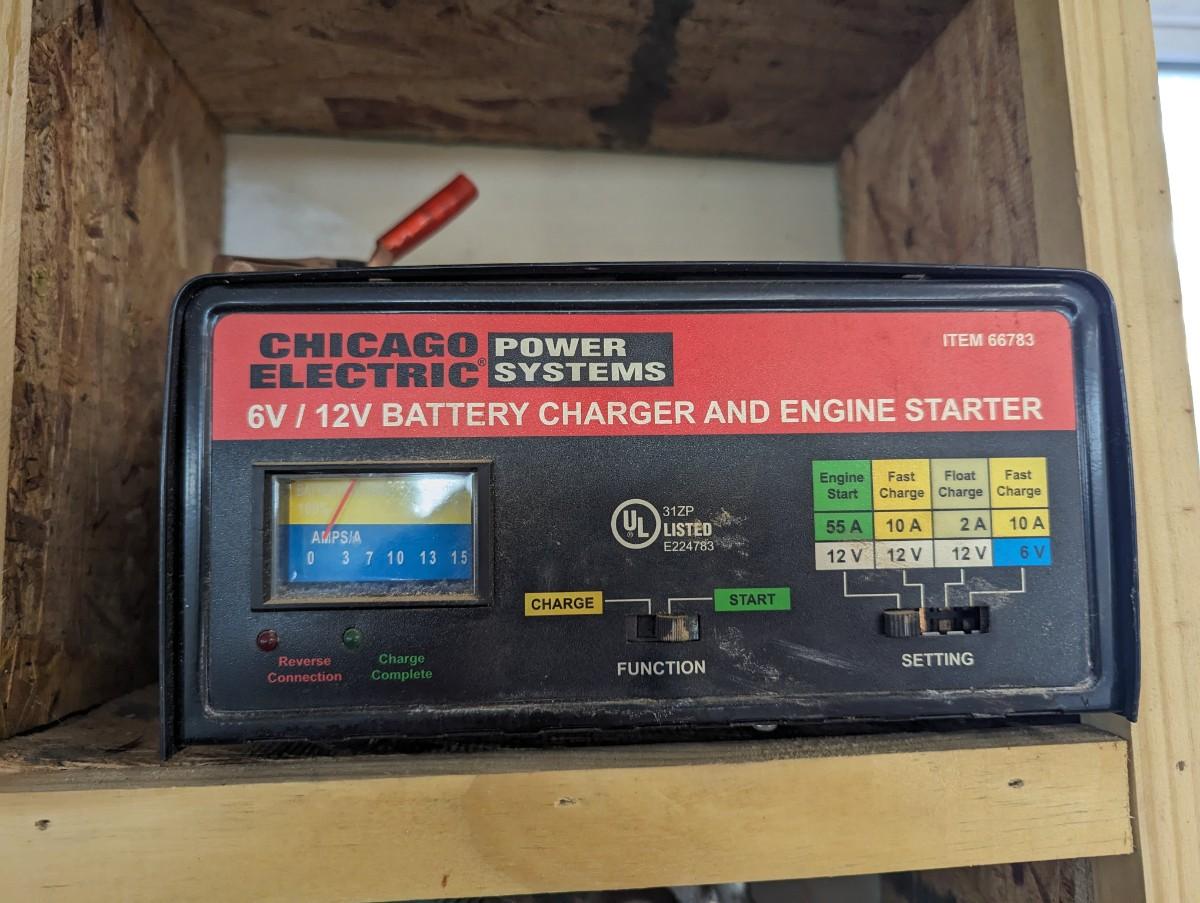 CHICAGO
ELECTRIC®
POWER
SYSTEMS
ITEM 66783
6V / 12V BATTERY CHARGER AND ENGINE STARTER
AMPS/A
0 3 7 10 13 15
Reverse
Connection
Charge
Complete
UL
®
31ZP
LISTED
E224783
CHARGE
START
FUNCTION
Engine
Start
Fast
Charge
Float
Charge
Fast
Charge
55 A 10 A 2 A 10 A
12 V 12 V 12 V 6 V
SETTING